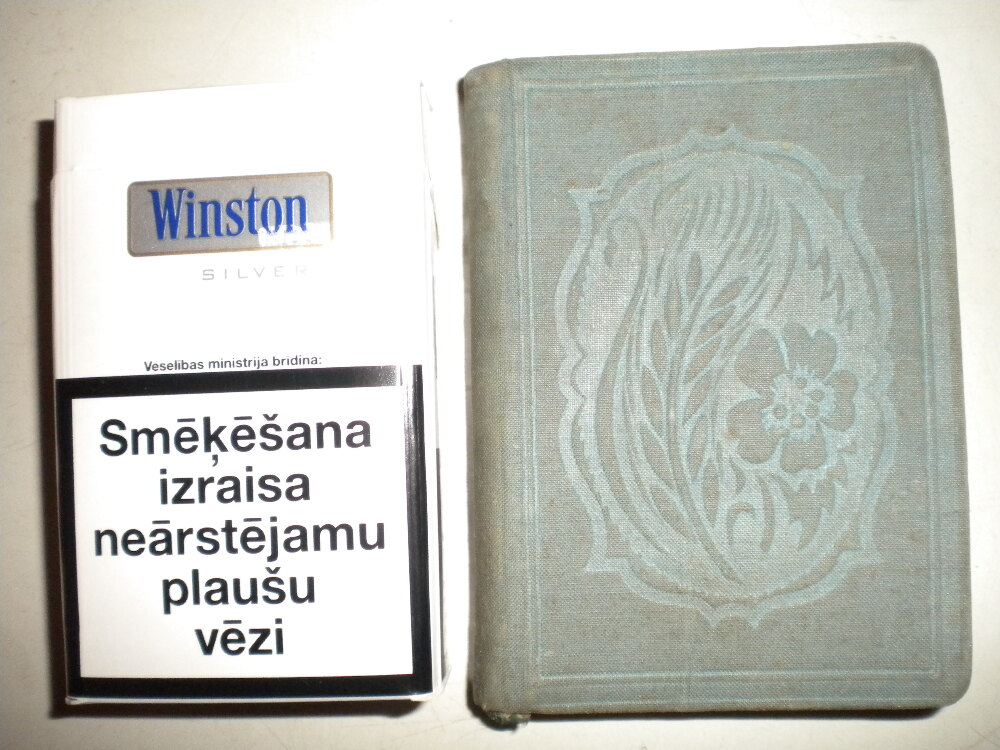 Winston
SILVER
Veselības ministrija brīdina:
Smēķēšana
izraisa
neārstējamu
plaušu
vēzi